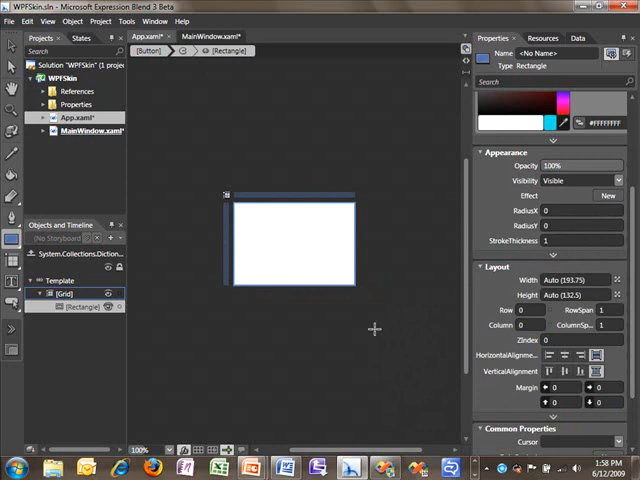 WPFSkin.sln - Microsoft Expression Blend 3 Beta
File Edit View Object Project Tools Window Help
Projects × States
Search
Solution "WPFSkin" (1 projec
WPFSkin
References
Properties
App.xaml*
MainWindow.xaml*
Objects and Timeline
(No Storyboard
System.Collections.Diction
Template
[Grid]
[Rectangle]
App.xaml* × MainWindow.xaml*
[Button] [Rectangle]
100%
Properties × Resources Data
Name <No Name>
Type Rectangle
Search
#FFFFFFFF
Appearance
Opacity 100%
Visibility Visible
Effect New
RadiusX 0
RadiusY 0
StrokeThickness 1
Layout
Width Auto (193.75)
Height Auto (132.5)
Row 0 RowSpan 1
Column 0 ColumnSp... 1
ZIndex 0
HorizontalAlignme...
VerticalAlignment
Margin 0 0
0 0
Common Properties
Cursor
1:58 PM
6/12/2009